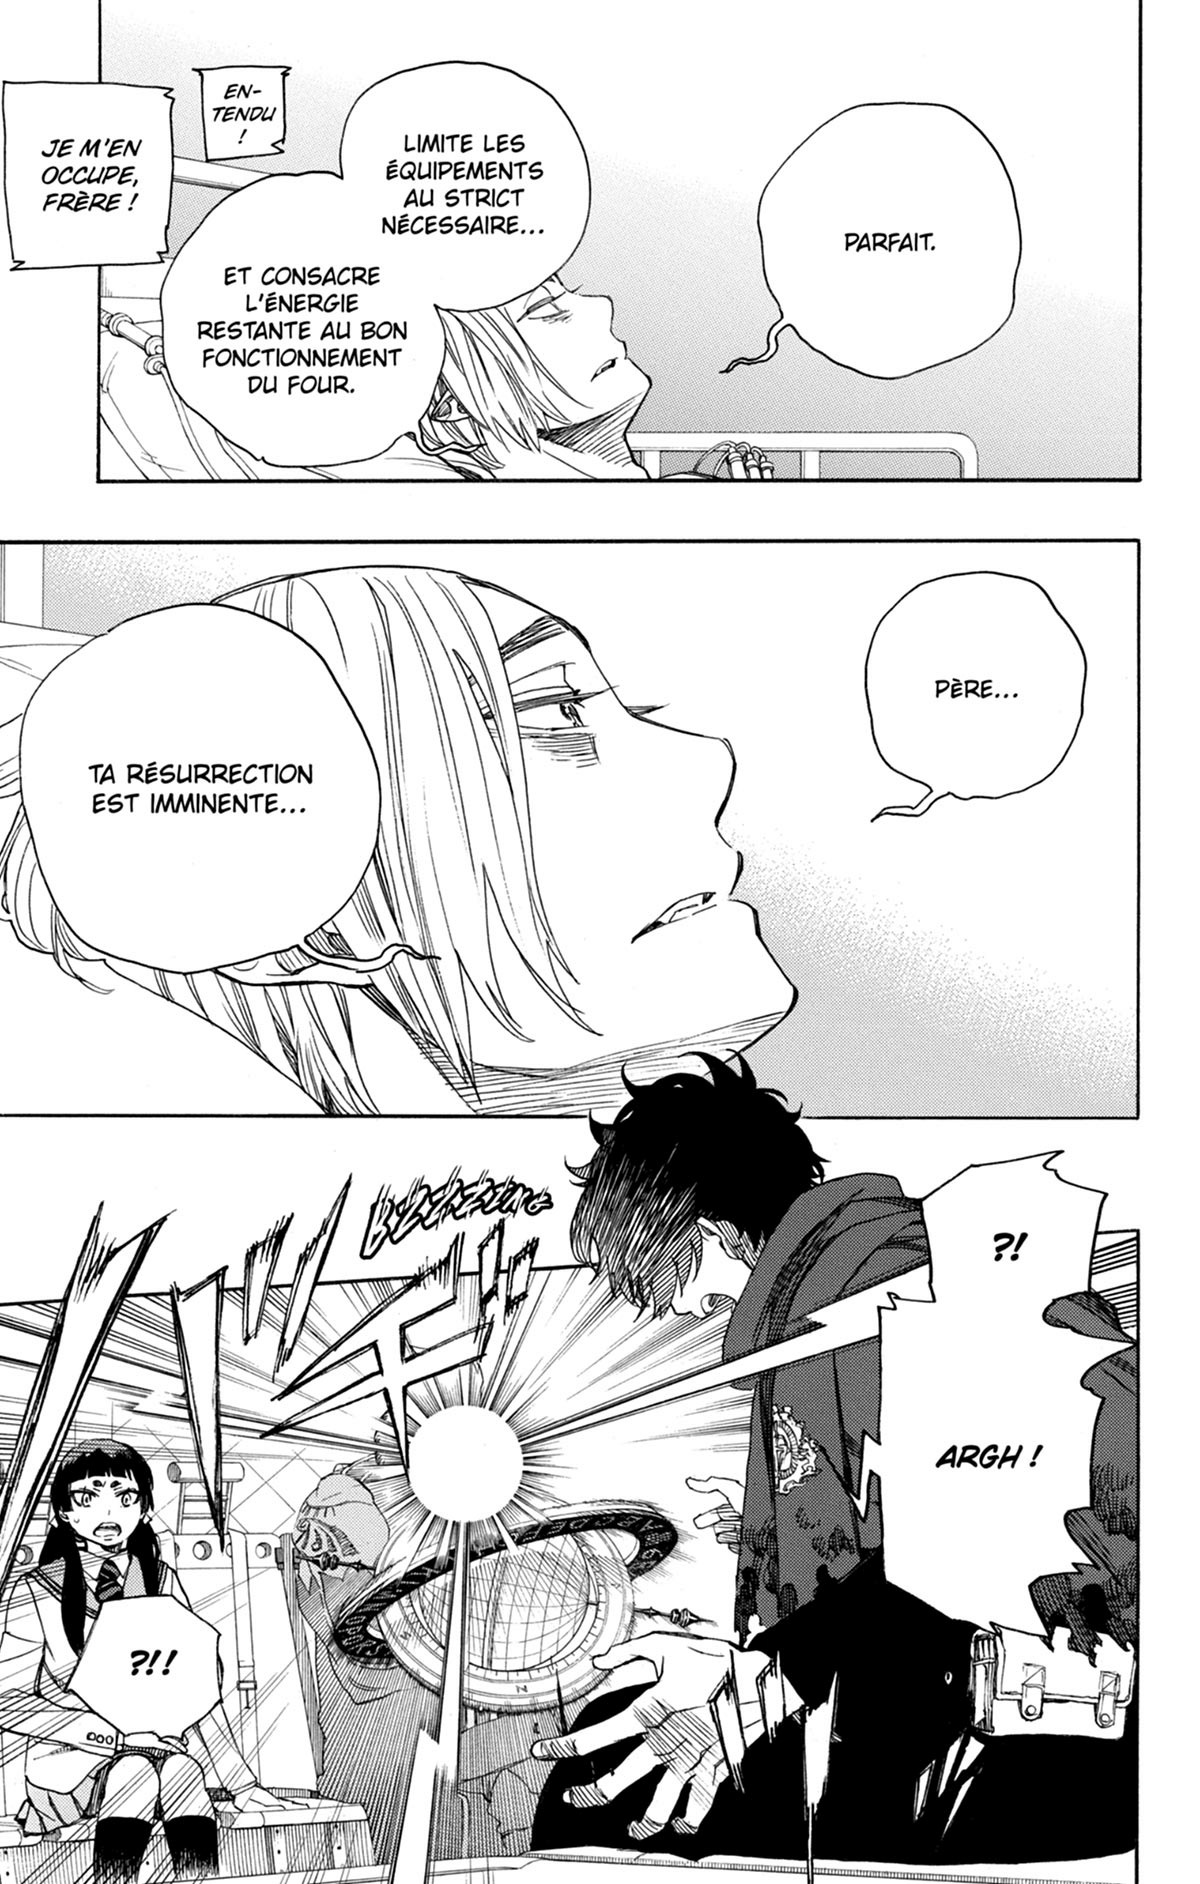 PARFAIT.
LIMITE LES
ÉQUIPEMENTS
AU STRICT
NÉCESSAIRE...
ET CONSACRE
L'ÉNERGIE
RESTANTE AU BON
FONCTIONNEMENT
DU FOUR.
EN-
TENDU
!
JE M'EN
OCCUPE,
FRÈRE !
PÈRE...
TA RÉSURRECTION
EST IMMINENTE...
?!
ARGH !
BZZZING
?!!
N